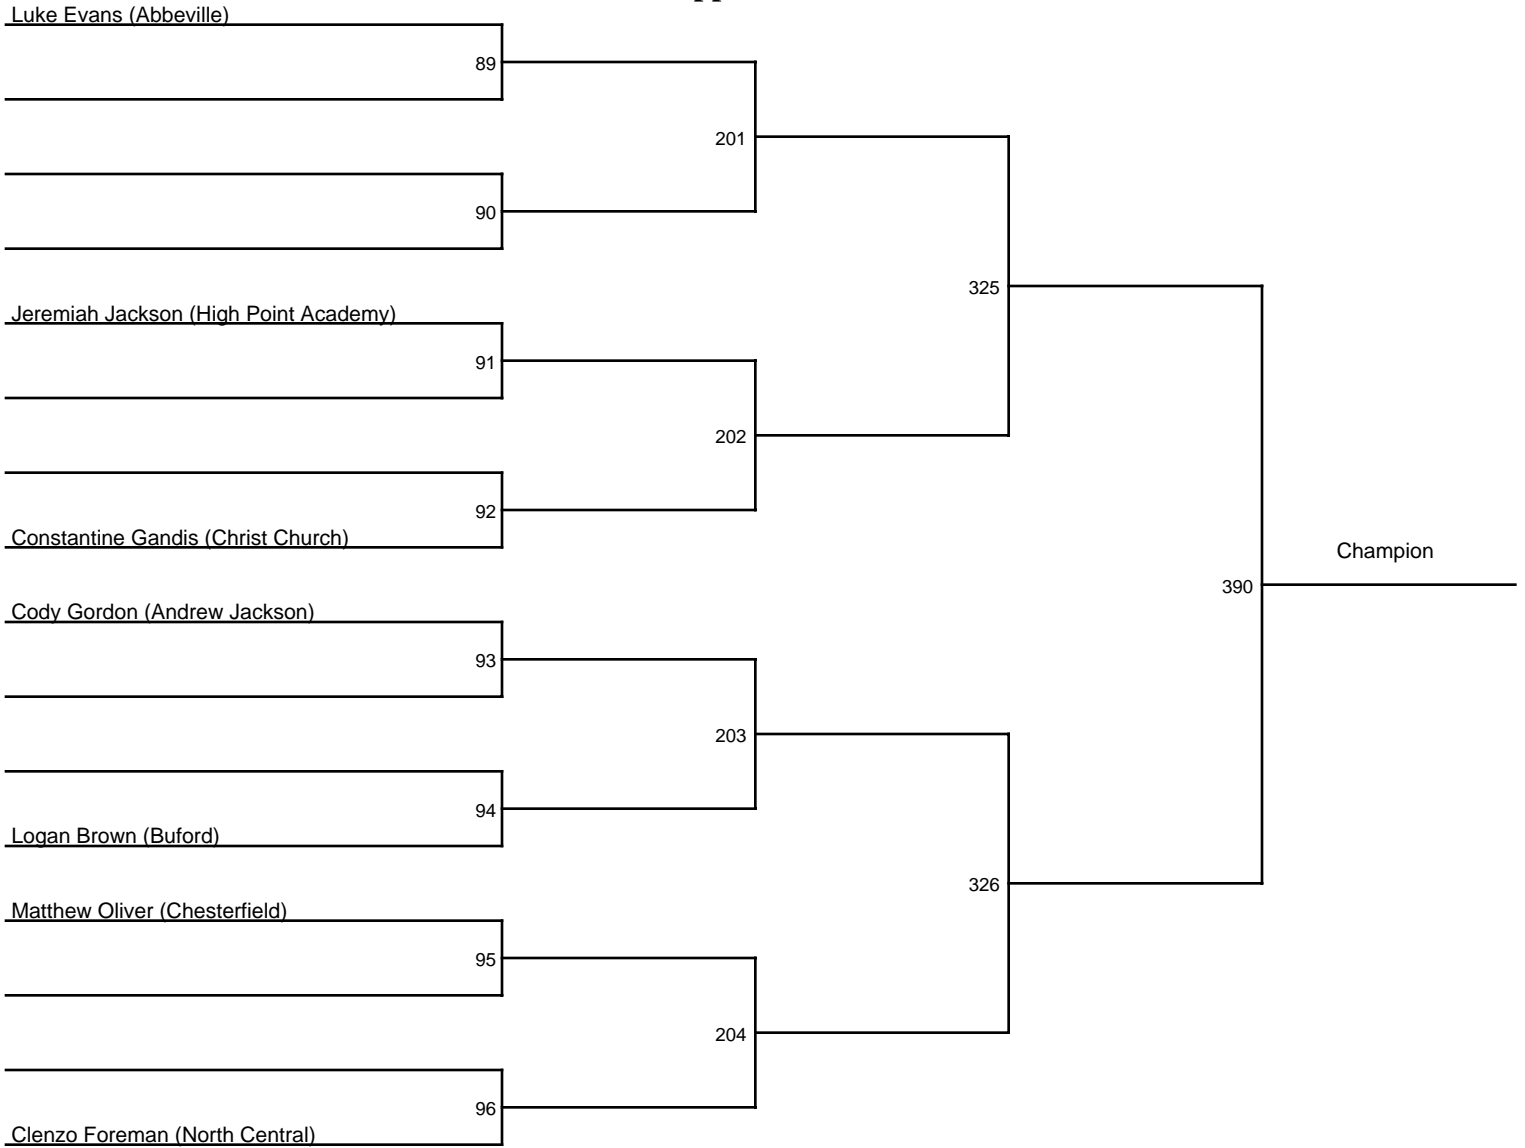 Luke Evans (Abbeville)
89
201
90
325
Jeremiah Jackson (High Point Academy)
91
202
92
Constantine Gandis (Christ Church)
Champion
390
Cody Gordon (Andrew Jackson)
93
203
94
Logan Brown (Buford)
326
Matthew Oliver (Chesterfield)
95
204
96
Clenzo Foreman (North Central)